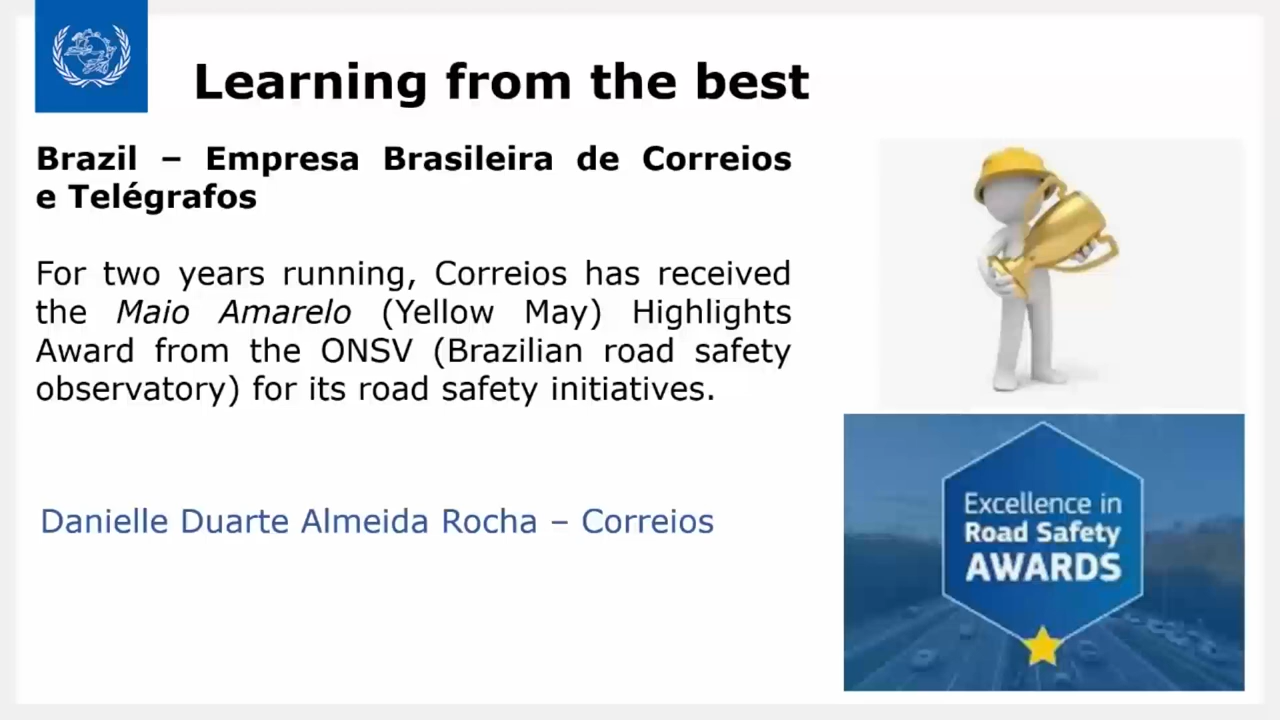 Learning from the best
Brazil – Empresa Brasileira de Correios
e Telégrafos
For two years running, Correios has received
the Maio Amarelo (Yellow May) Highlights
Award from the ONSV (Brazilian road safety
observatory) for its road safety initiatives.
Danielle Duarte Almeida Rocha – Correios
Excellence in
Road Safety
AWARDS